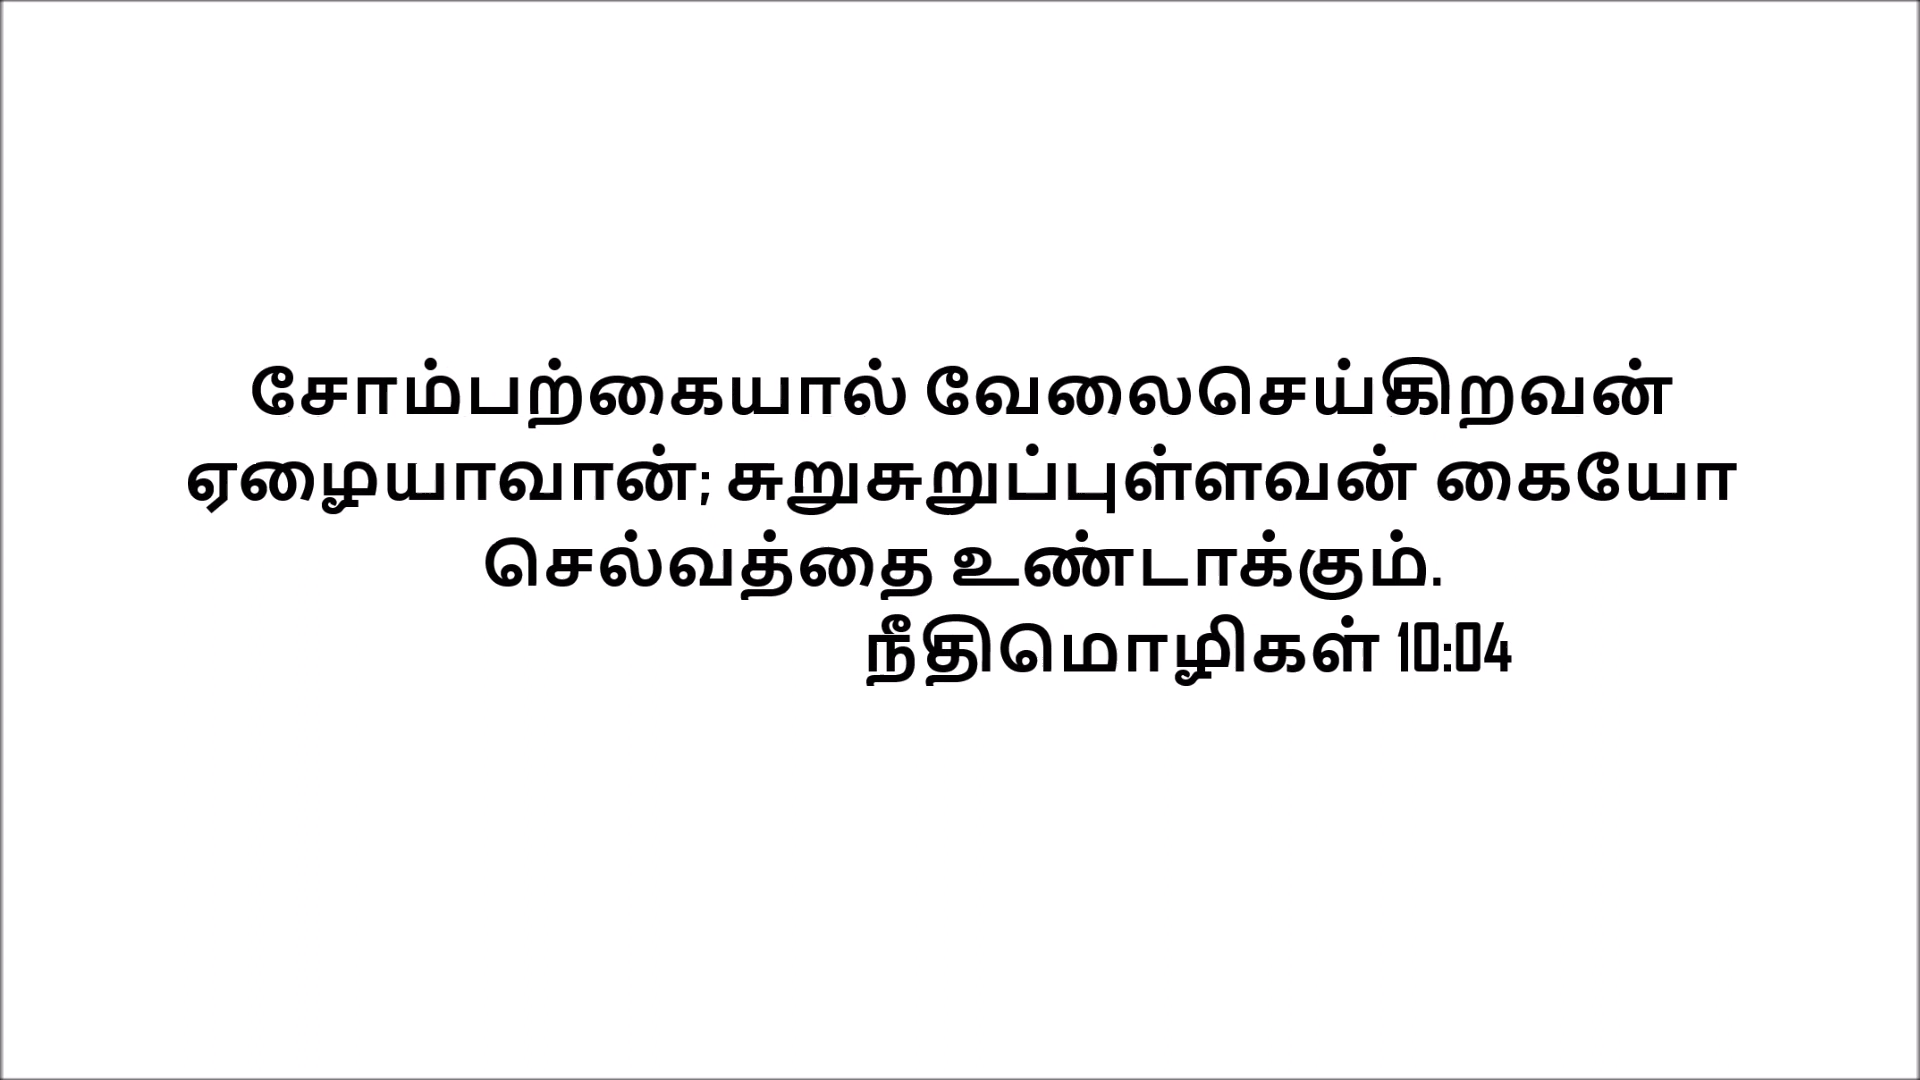 சோம்பற்கையால் வேலைசெய்கிறவன்
ஏழையாவான்; சுறுசுறுப்புள்ளவன் கையோ
செல்வத்தை உண்டாக்கும்.
நீதிமொழிகள் 10:04